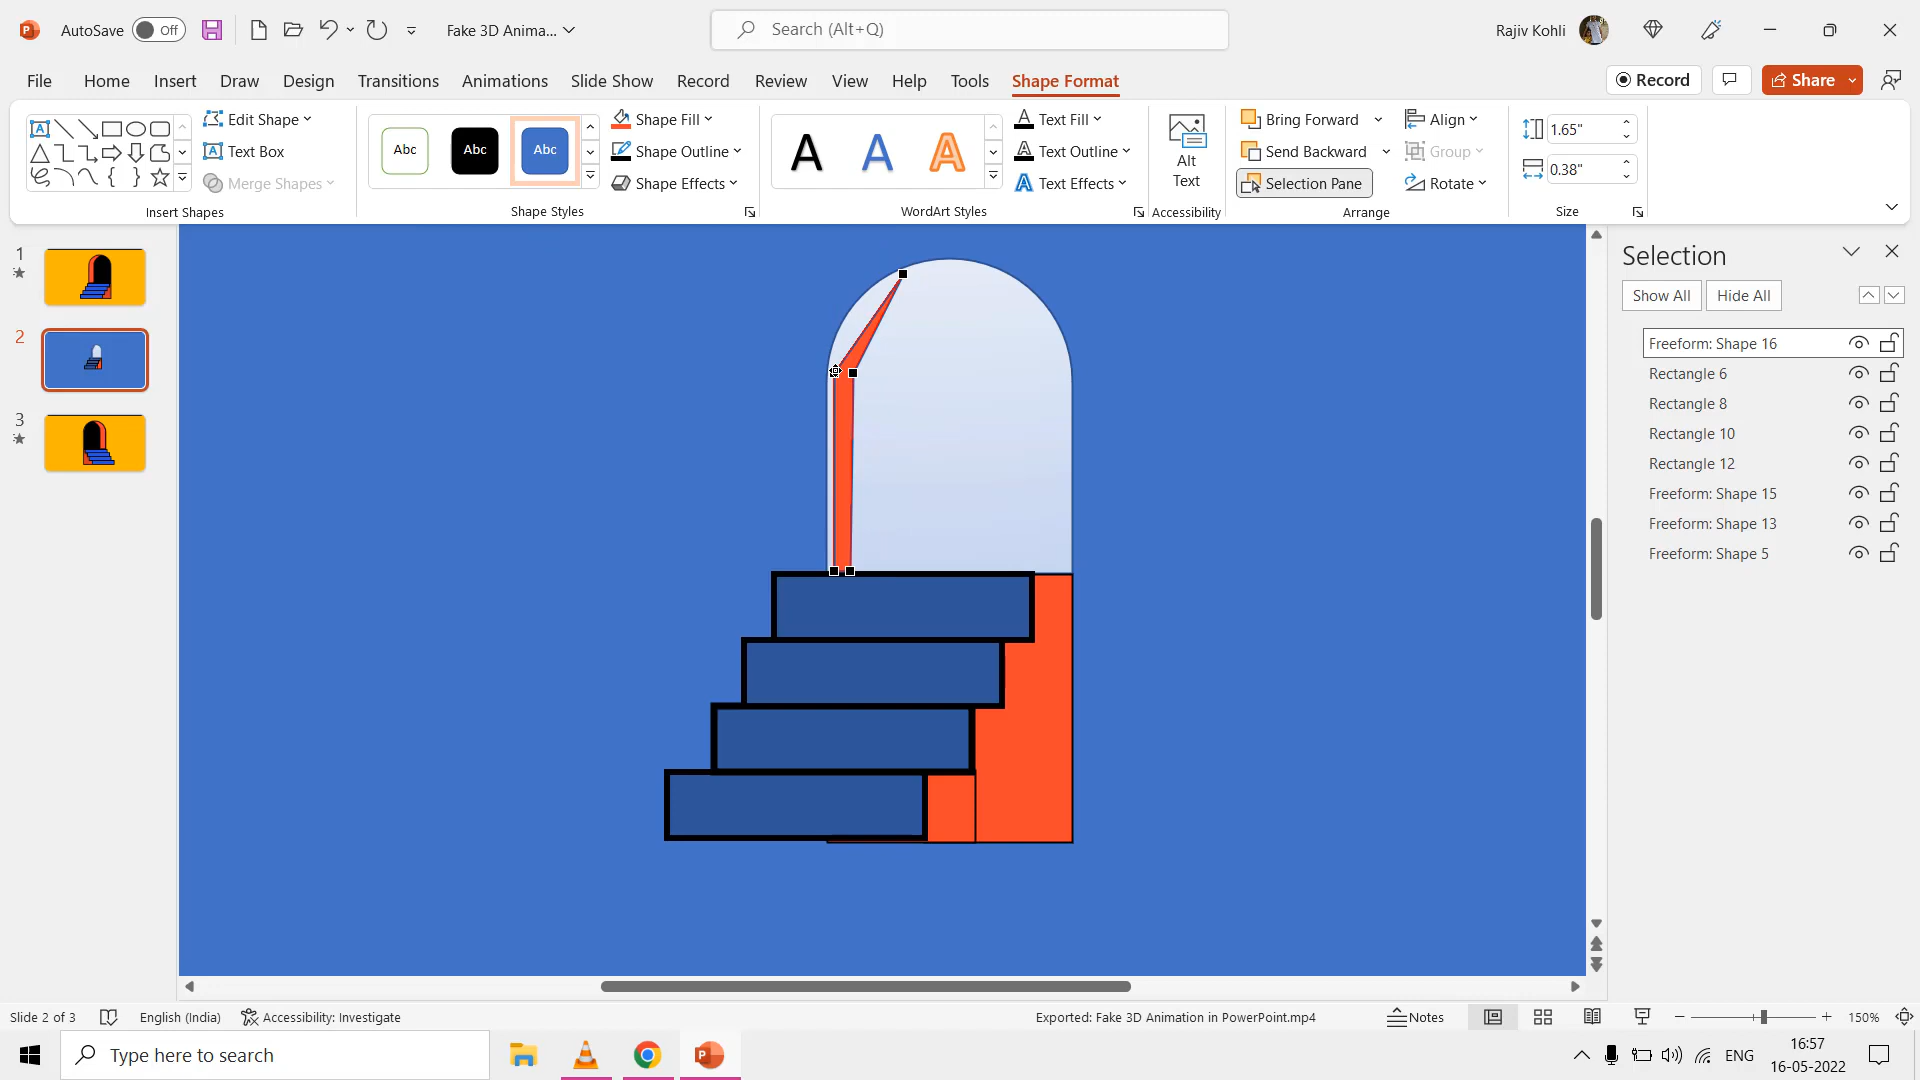 AutoSave Off Fake 3D Anima... Search (Alt+Q) Rajiv Kohli
File Home Insert Draw Design Transitions Animations Slide Show Record Review View Help Tools Shape Format Record Share
Edit Shape
Text Box
Merge Shapes
Insert Shapes
Abc Abc Abc
Shape Fill
Shape Outline
Shape Effects
Shape Styles
A A A
Text Fill
Text Outline
Text Effects
WordArt Styles
Alt
Text
Accessibility
Bring Forward
Send Backward
Selection Pane
Align
Group
Rotate
Arrange
1.65"
0.38"
Size
1
2
3
Selection
Show All Hide All
Freeform: Shape 16
Rectangle 6
Rectangle 8
Rectangle 10
Rectangle 12
Freeform: Shape 15
Freeform: Shape 13
Freeform: Shape 5
Slide 2 of 3 English (India) Accessibility: Investigate Exported: Fake 3D Animation in PowerPoint.mp4 Notes 150%
Type here to search ENG 16:57
16-05-2022